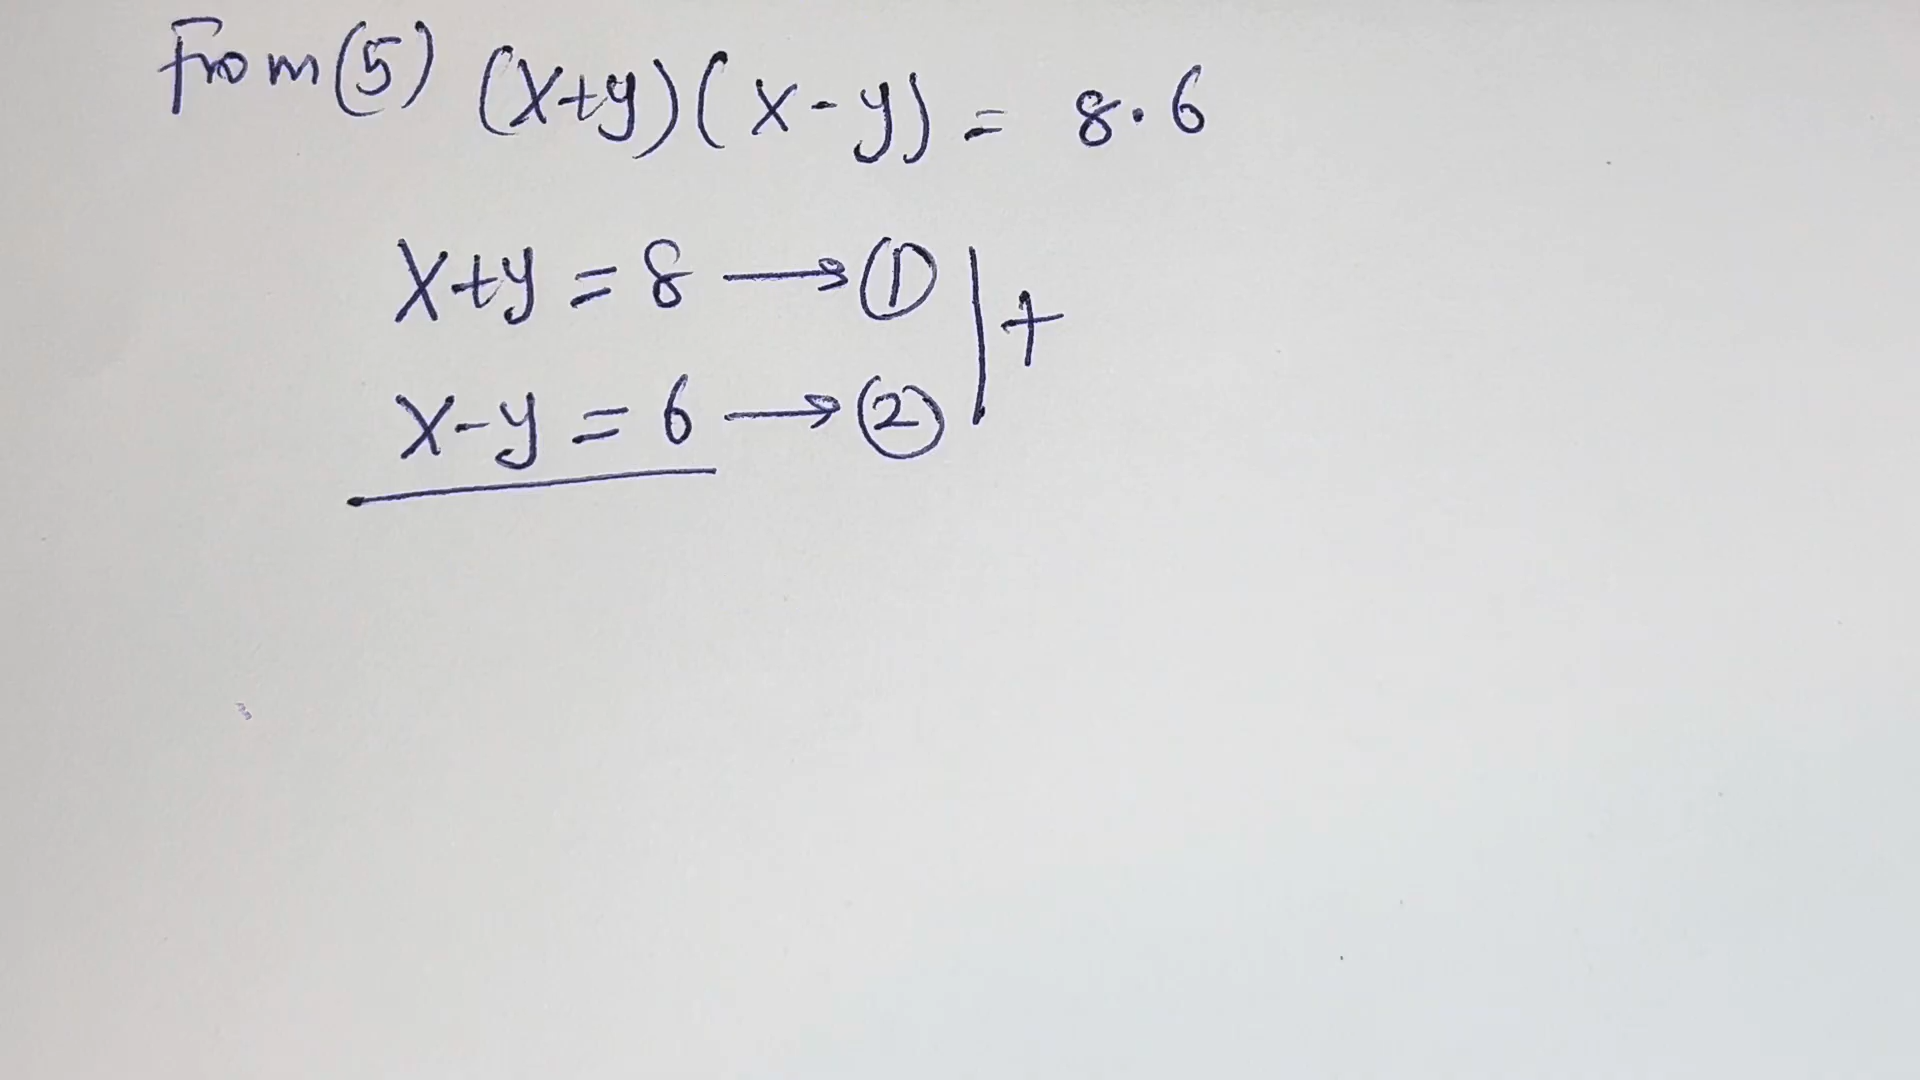 From (5) (x+y)(x-y) = 8·6
x+y = 8 → ① | +
x-y = 6 → ②